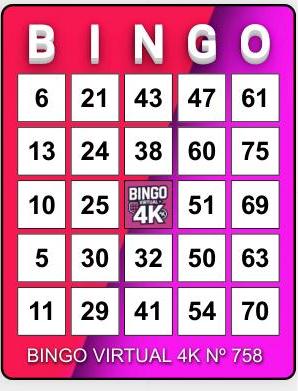 B I N G O
6 21 43 47 61
13 24 38 60 75
10 25 BINGO VIRTUAL 4K 51 69
5 30 32 50 63
11 29 41 54 70
BINGO VIRTUAL 4K Nº 758